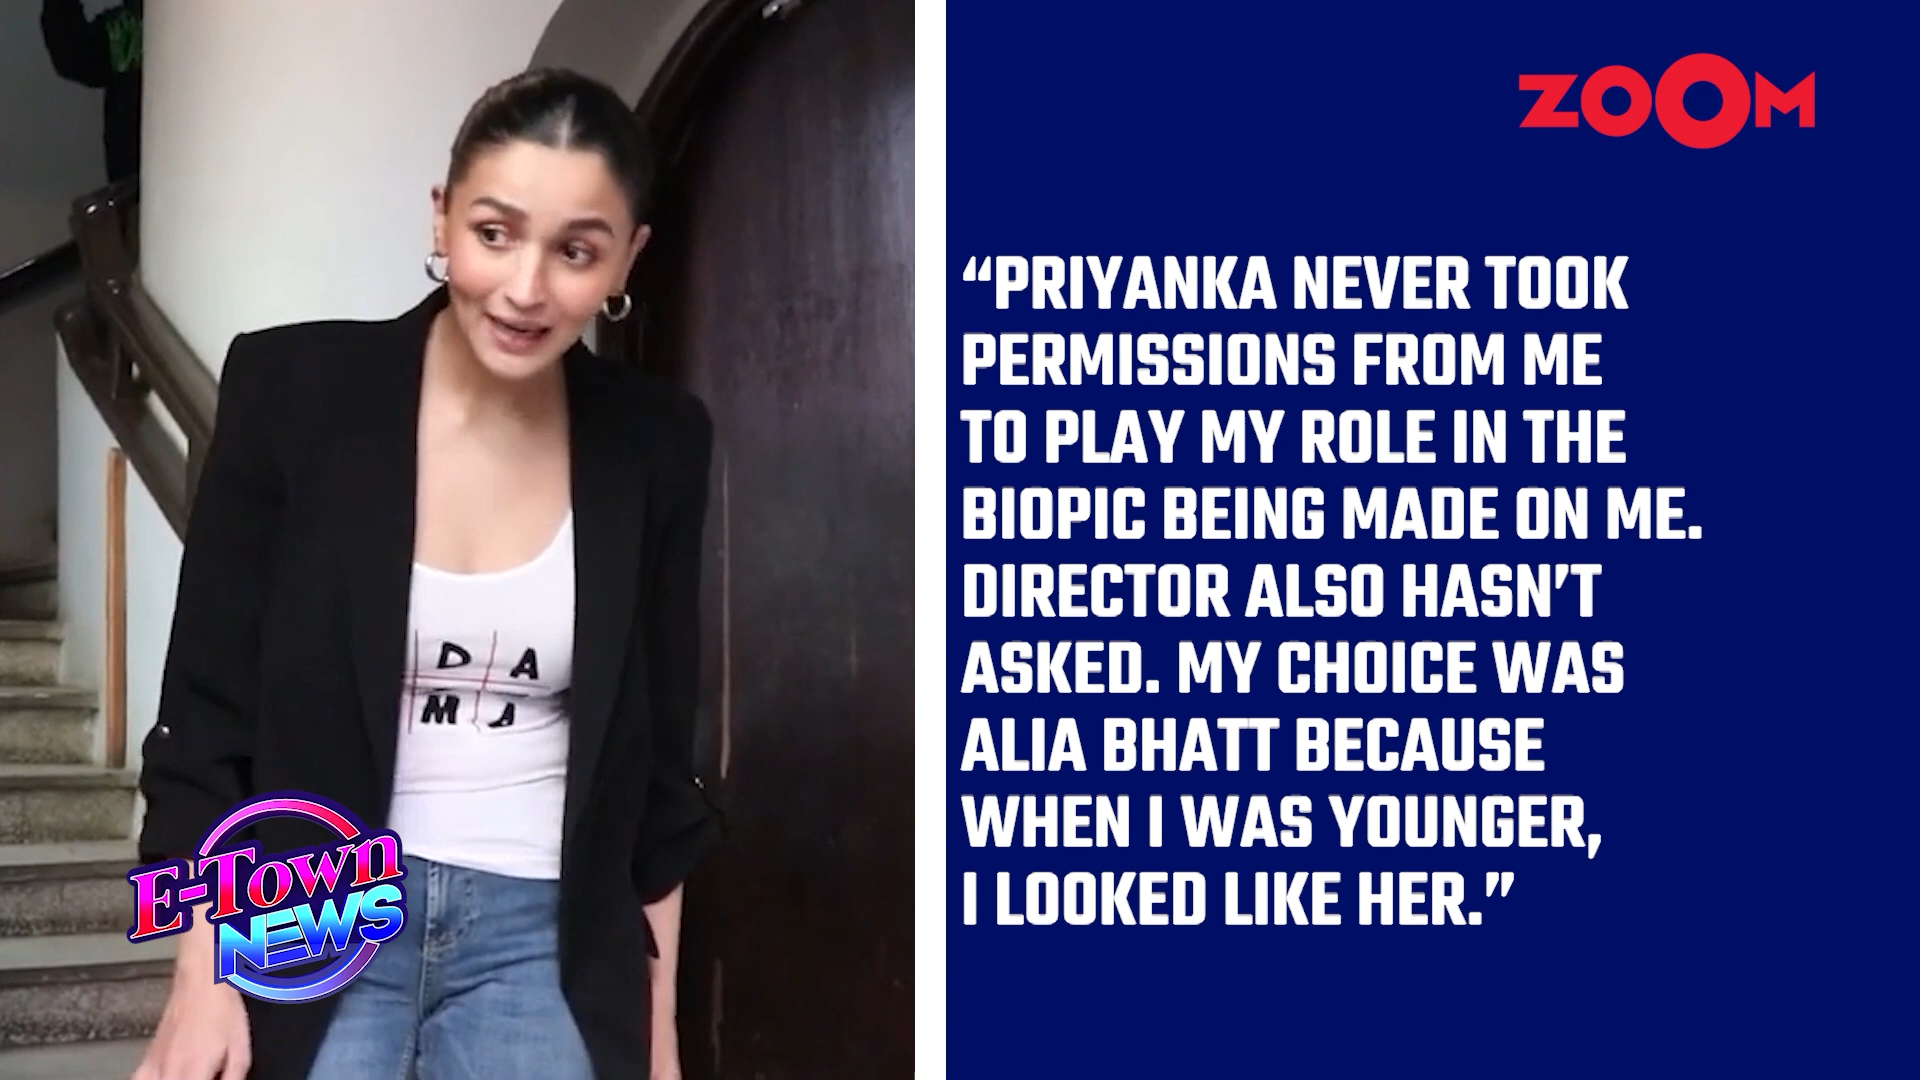 ZOOM
“PRIYANKA NEVER TOOK
PERMISSIONS FROM ME
TO PLAY MY ROLE IN THE
BIOPIC BEING MADE ON ME.
DIRECTOR ALSO HASN’T
ASKED. MY CHOICE WAS
ALIA BHATT BECAUSE
WHEN I WAS YOUNGER,
I LOOKED LIKE HER.”
D A
M A
E-TOWN
NEWS